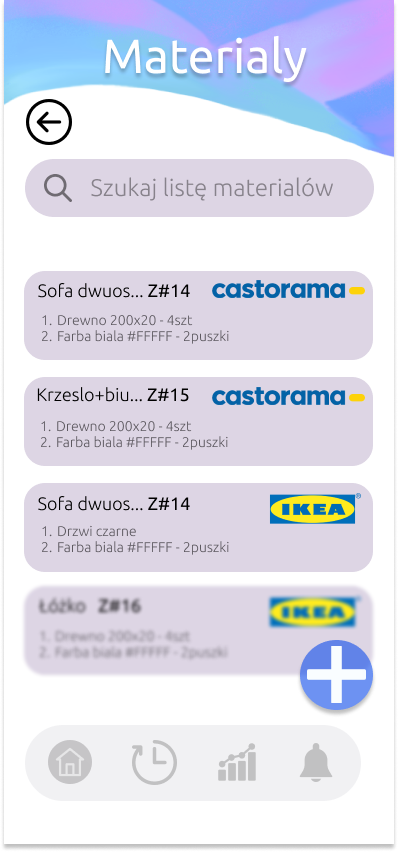 Materialy
Szukaj listę materialów
Sofa dwuos... Z#14 castorama
1. Drewno 200x20 - 4szt
2. Farba biala #FFFFF - 2puszki
Krzeslo+biu... Z#15 castorama
1. Drewno 200x20 - 4szt
2. Farba biala #FFFFF - 2puszki
Sofa dwuos... Z#14 IKEA®
1. Drzwi czarne
2. Farba biala #FFFFF - 2puszki
Łóżko Z#16 IKEA
1. Drewno 200x20 - 4szt
2. Farba biala #FFFFF - 2puszki